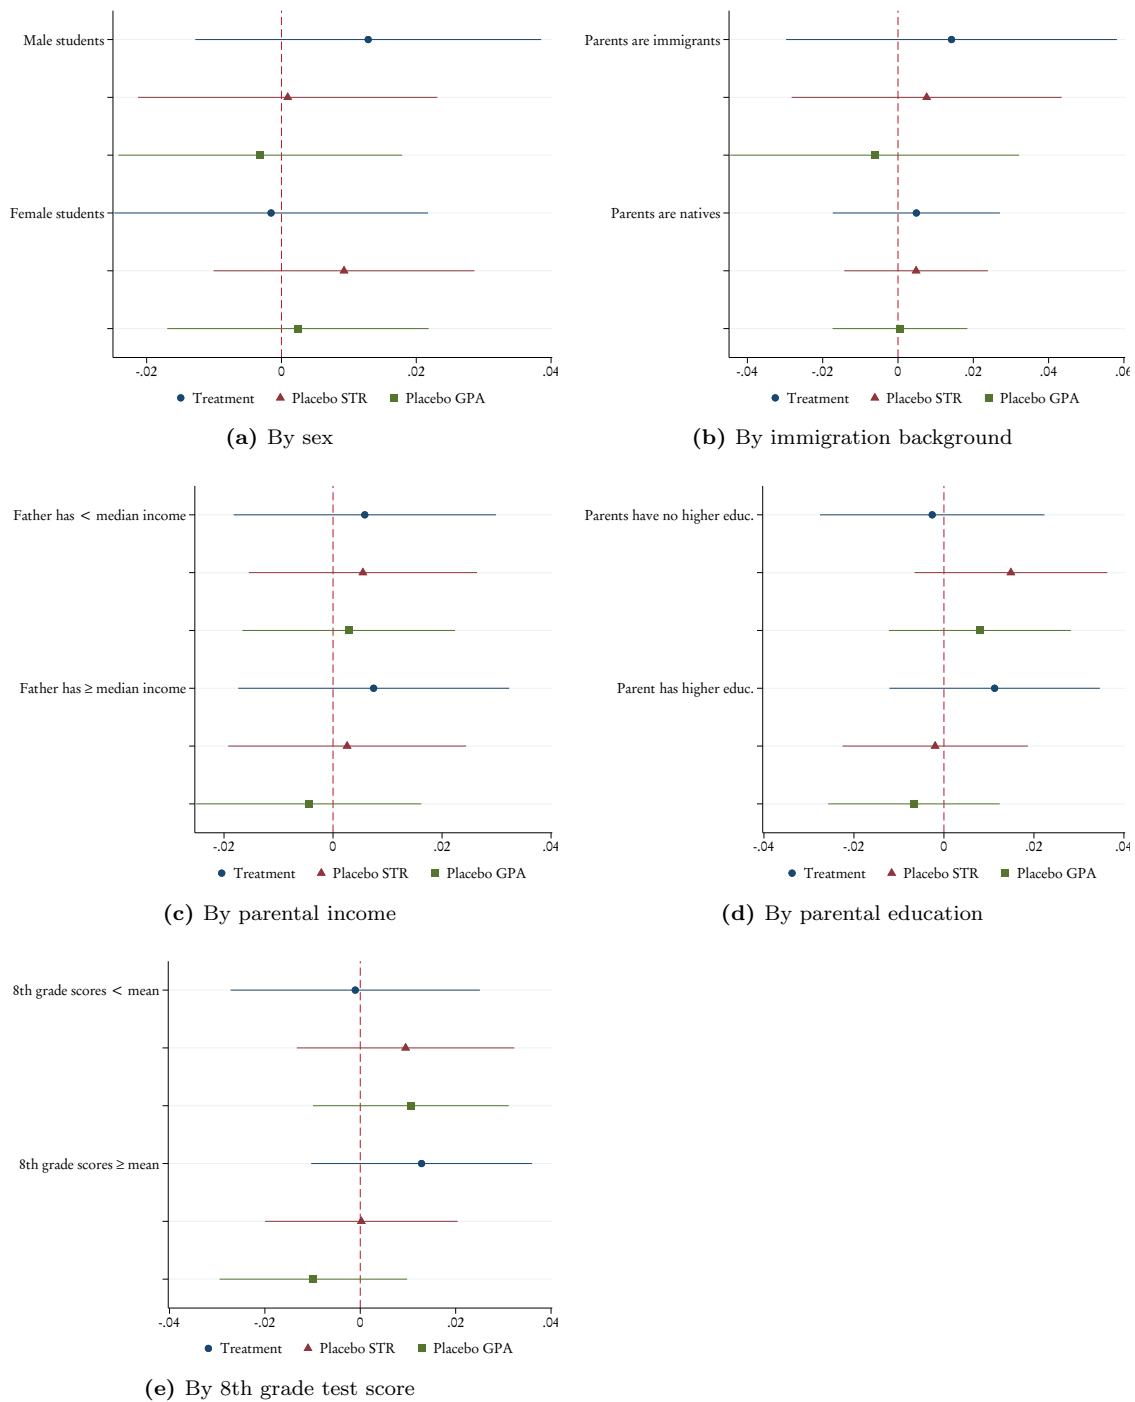 Male students
Female students
-.02 0 .02 .04
Treatment Placebo STR Placebo GPA
(a) By sex
Parents are immigrants
Parents are natives
-.04 -.02 0 .02 .04 .06
Treatment Placebo STR Placebo GPA
(b) By immigration background
Father has < median income
Father has ≥ median income
-.02 0 .02 .04
Treatment Placebo STR Placebo GPA
(c) By parental income
Parents have no higher educ.
Parent has higher educ.
-.04 -.02 0 .02 .04
Treatment Placebo STR Placebo GPA
(d) By parental education
8th grade scores < mean
8th grade scores ≥ mean
-.04 -.02 0 .02 .04
Treatment Placebo STR Placebo GPA
(e) By 8th grade test score